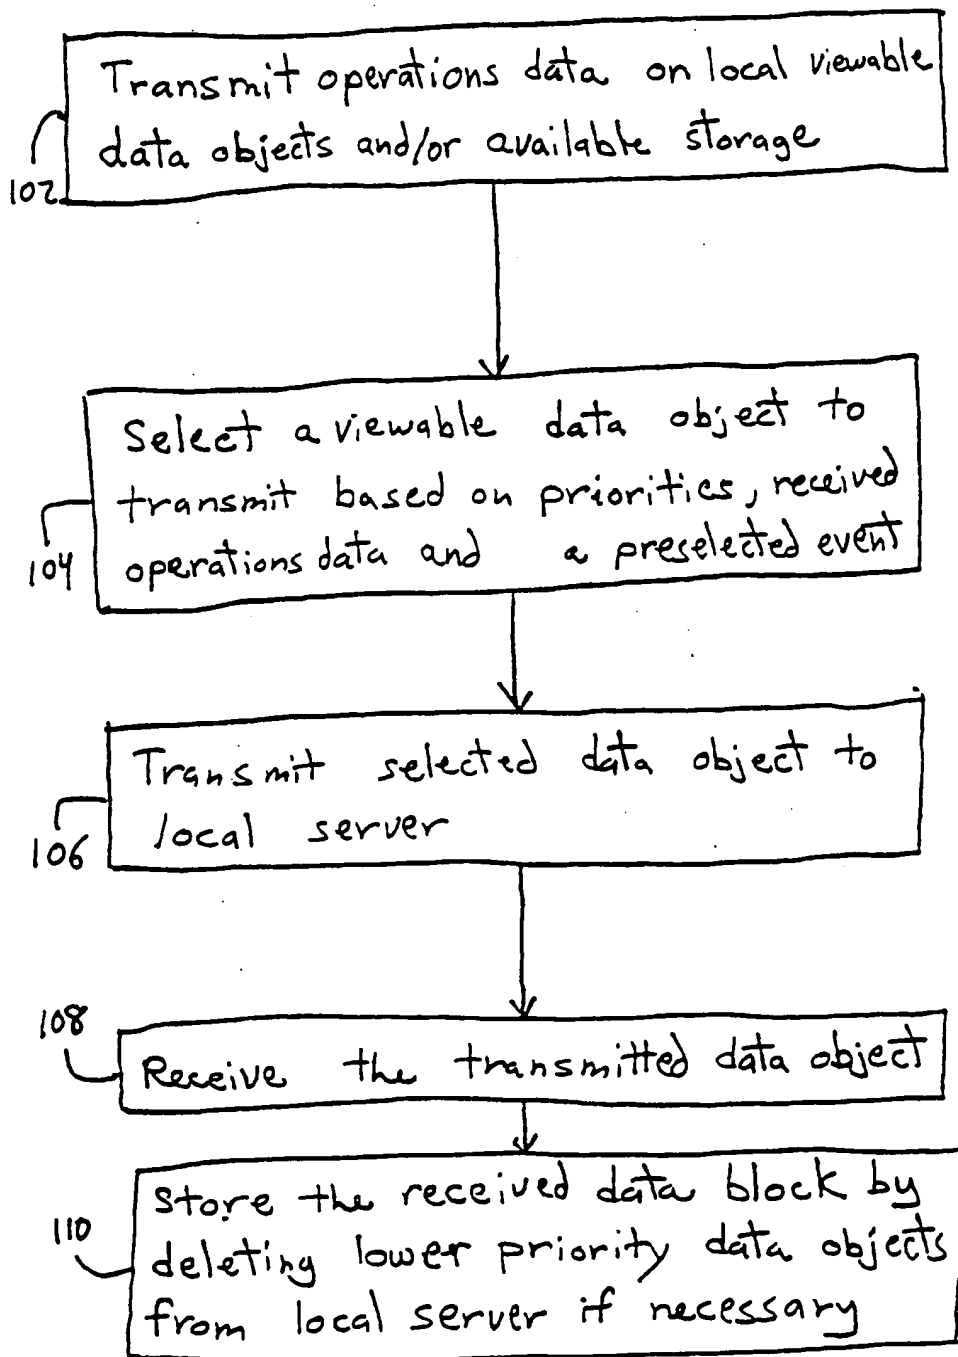 Transmit operations data on local viewable
data objects and/or available storage
102
Select a viewable data object to
transmit based on priorities, received
operations data and a preselected event
104
Transmit selected data object to
local server
106
108
Receive the transmitted data object
Store the received data block by
110
deleting lower priority data objects
from local server if necessary